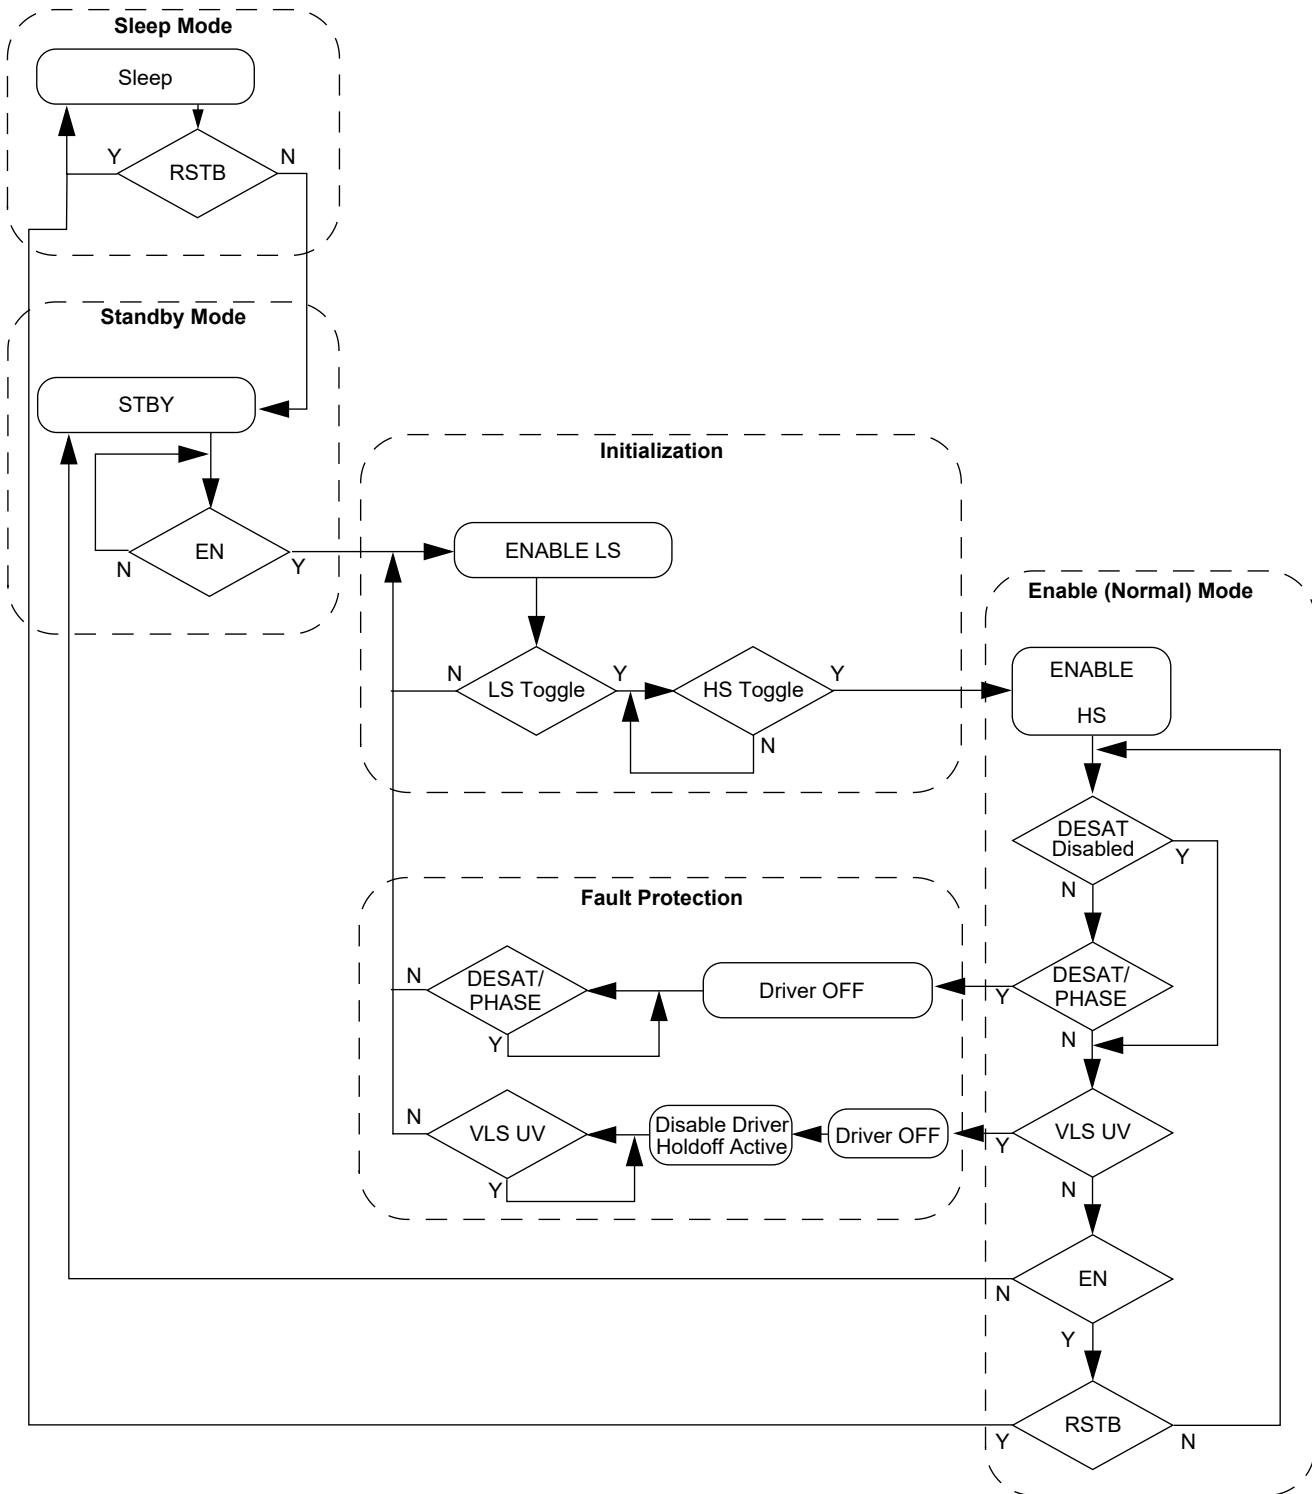 Sleep Mode
Sleep
Y
RSTB
N
Standby Mode
STBY
EN
N
Y
Initialization
ENABLE LS
N
LS Toggle
Y
HS Toggle
Y
N
Enable (Normal) Mode
ENABLE
HS
DESAT
Disabled
Y
N
DESAT/
PHASE
Y
N
VLS UV
Y
N
EN
N
Y
RSTB
Y
N
Fault Protection
N
DESAT/
PHASE
Y
Driver OFF
N
VLS UV
Y
Disable Driver
Holdoff Active
Driver OFF